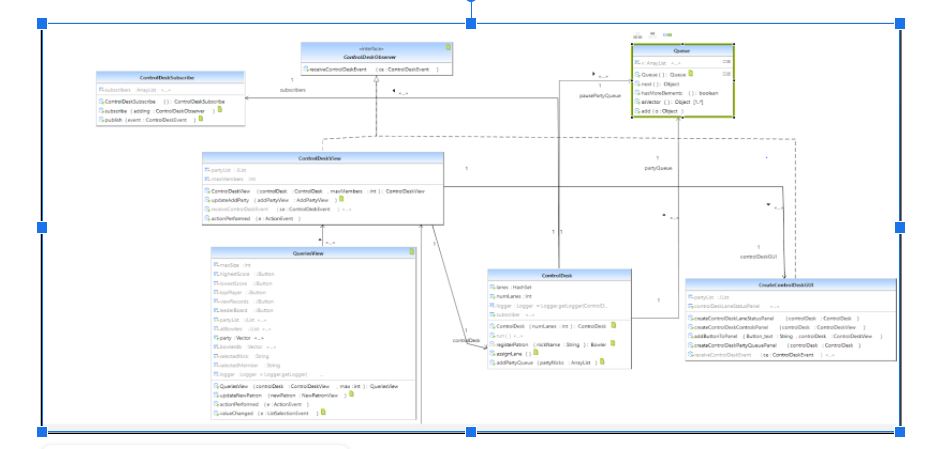 «interface»
ControlDeskObserver
receiveControlDeskEvent ( ce : ControlDeskEvent )
Queue
v : ArrayList «...»
Queue ( ) : Queue
next ( ) : Object
hasMoreElements ( ) : boolean
asVector ( ) : Object [1..*]
add ( o : Object )
ControlDeskSubscribe
subscribers : ArrayList «...»
ControlDeskSubscribe ( ) : ControlDeskSubscribe
subscribe ( adding : ControlDeskObserver )
publish ( event : ControlDeskEvent )
1
subscribers
«...»
«...»
1
pausePartyQueue
ControlDeskView
partyList : JList
maxMembers : int
ControlDeskView ( controlDesk : ControlDesk , maxMembers : int ) : ControlDeskView
updateAddParty ( addPartyView : AddPartyView )
receiveControlDeskEvent ( ce : ControlDeskEvent ) «...»
actionPerformed ( e : ActionEvent )
1
1
partyQueue
«...»
«...»
1
controlDeskGUI
«...»
1
1
1
QueriesView
maxSize : int
highestScore : JButton
lowestScore : JButton
topPlayer : JButton
viewRecords : JButton
leaderBoard : JButton
partyList : JList «...»
allBowlers : JList «...»
party : Vector «...»
bowlerdb : Vector «...»
selectedNick : String
selectedMember : String
logger : Logger = Logger.getLogger(
QueriesView ( controlDesk : ControlDeskView , max : int ) : QueriesView
updateNewPatron ( newPatron : NewPatronView )
actionPerformed ( e : ActionEvent )
valueChanged ( e : ListSelectionEvent )
1
controlDesk
ControlDesk
lanes : HashSet
numLanes : int
logger : Logger = Logger.getLogger(ControlD...
subscriber «...»
ControlDesk ( numLanes : int ) : ControlDesk
run ( ) «...»
registerPatron ( nickName : String ) : Bowler
assignLane ( )
addPartyQueue ( partyNicks : ArrayList )
1
CreateControlDeskGUI
partyList : JList
controlDeskLaneStatusPanel «...»
createControlDeskLaneStatusPanel ( controlDesk : ControlDesk )
createControlDeskControlsPanel ( controlDesk : ControlDeskView )
addButtonToPanel ( Button_text : String , controlDesk : ControlDeskView )
createControlDeskPartyQueuePanel ( controlDesk : ControlDesk )
receiveControlDeskEvent ( ce : ControlDeskEvent )